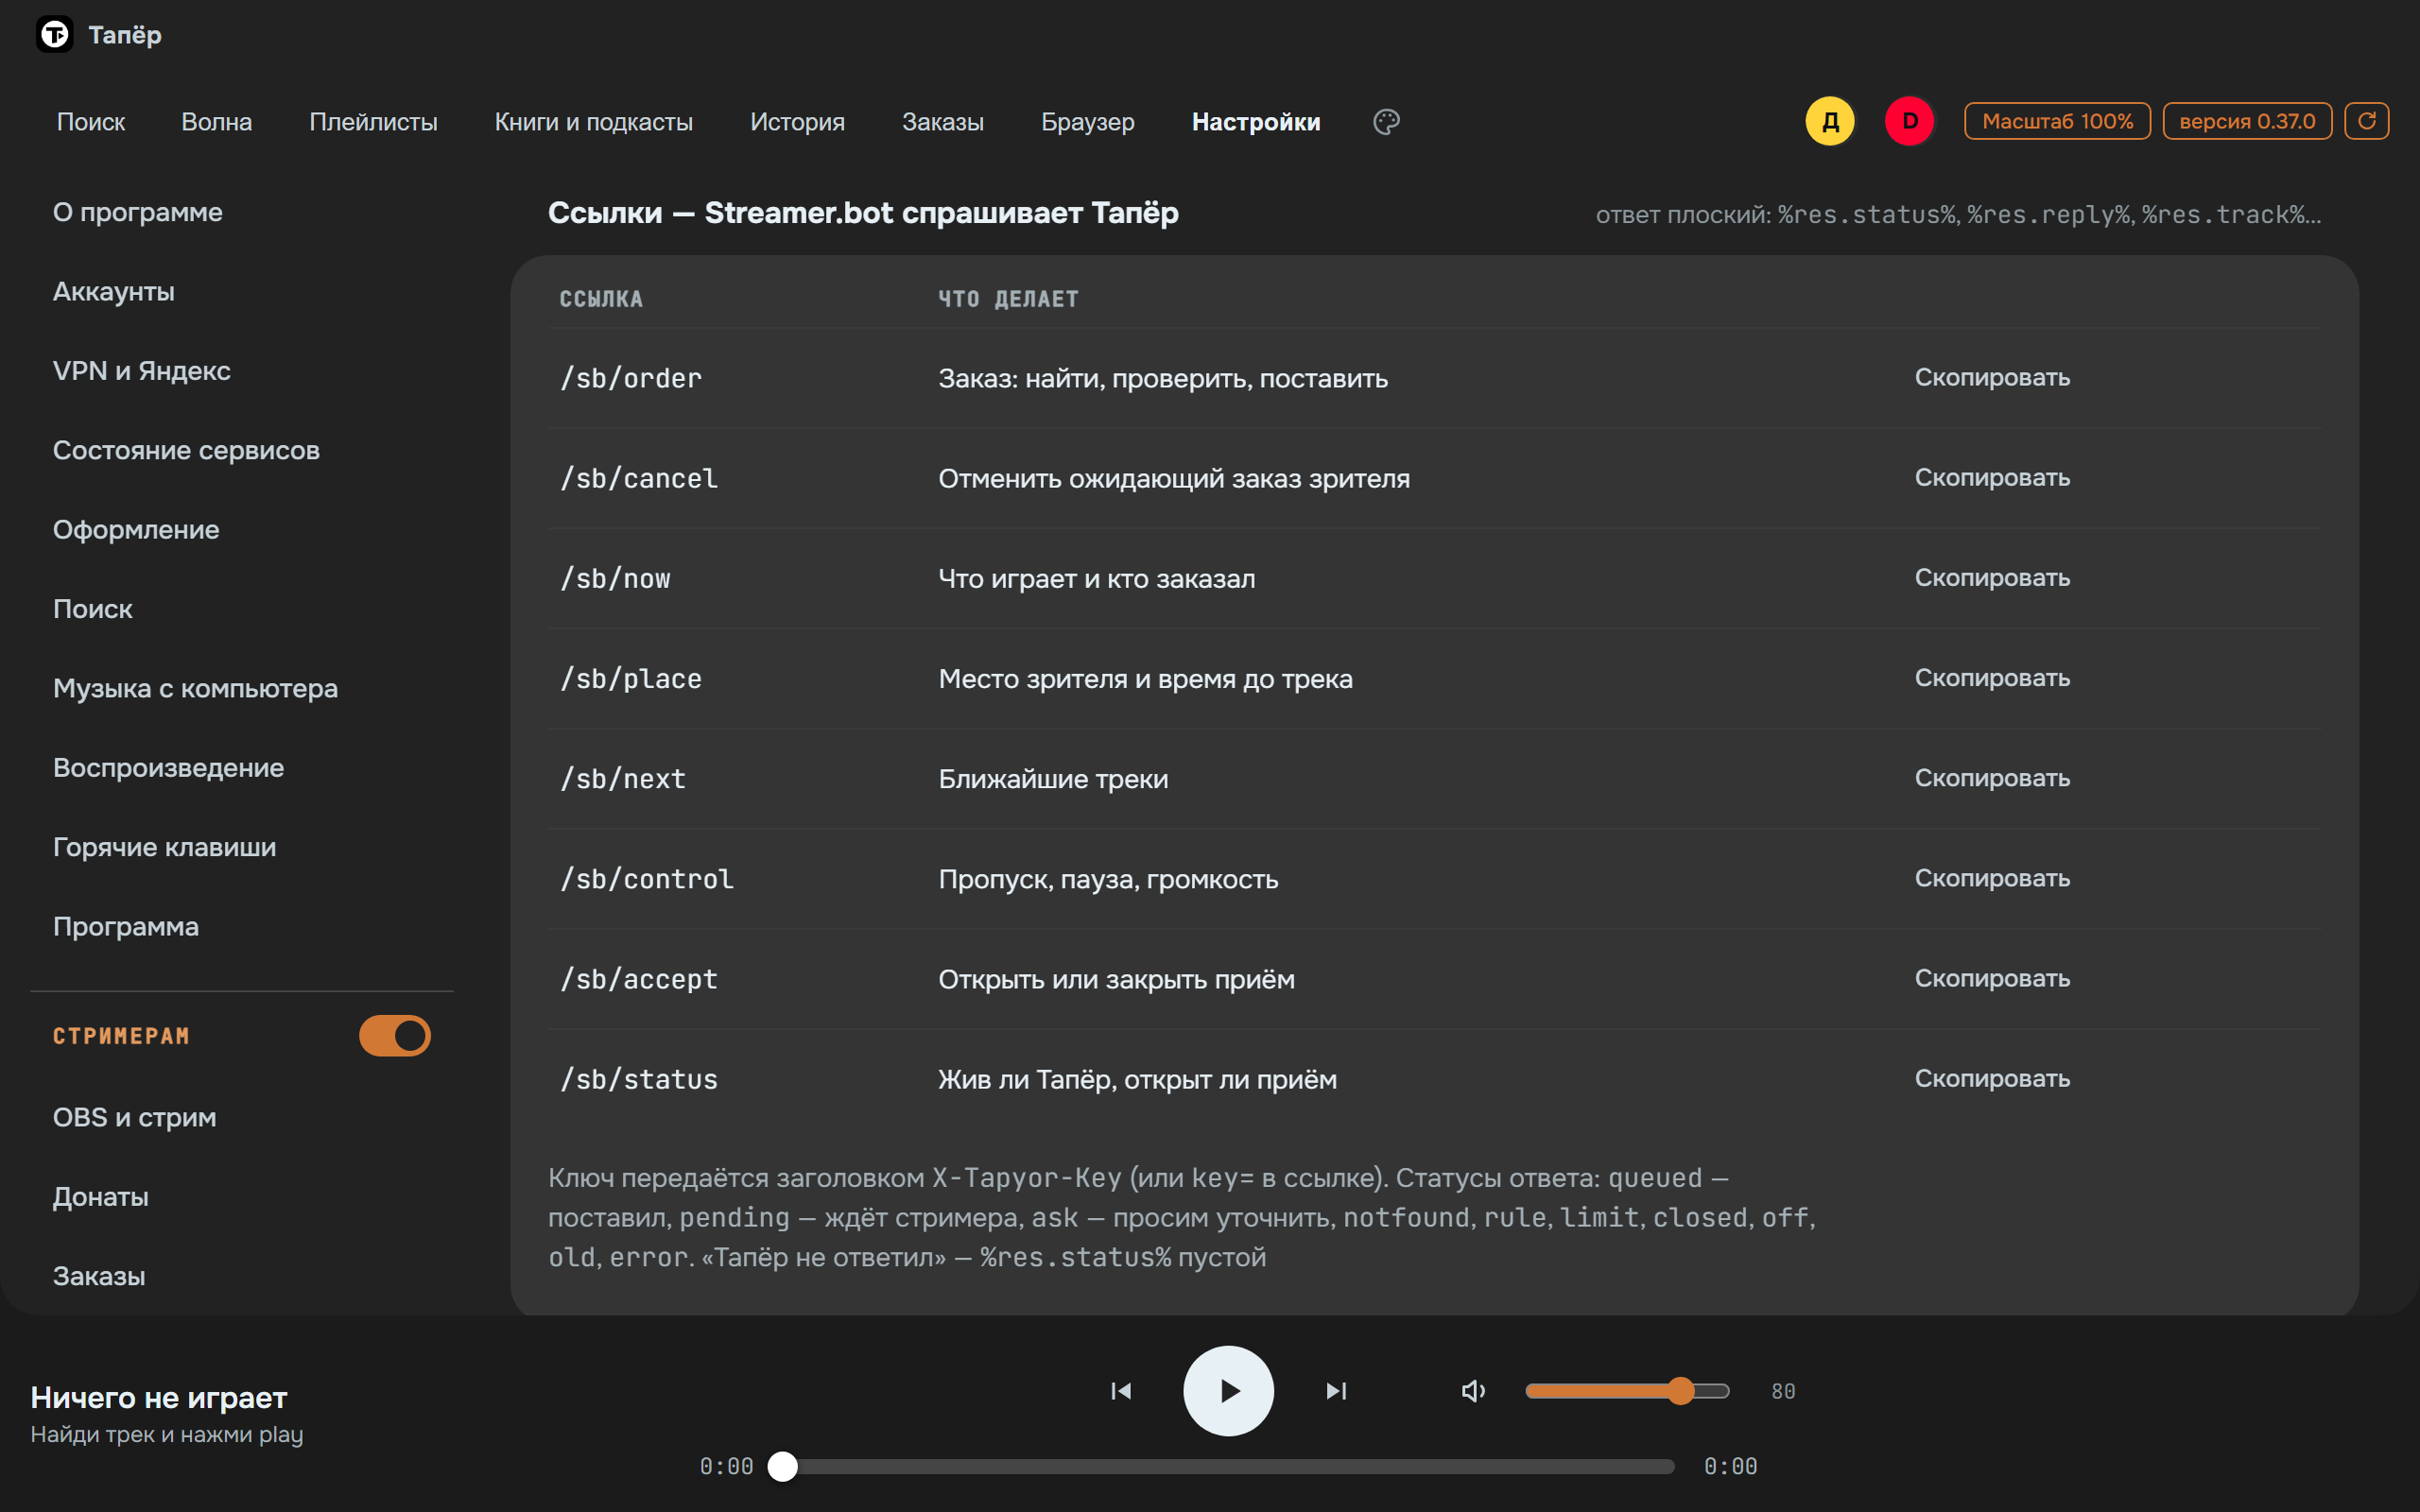 Тапёр
Поиск Волна Плейлисты Книги и подкасты История Заказы Браузер Настройки Д D Масштаб 100% версия 0.37.0
О программе
Аккаунты
VPN и Яндекс
Состояние сервисов
Оформление
Поиск
Музыка с компьютера
Воспроизведение
Горячие клавиши
Программа
СТРИМЕРАМ
OBS и стрим
Донаты
Заказы
Ссылки — Streamer.bot спрашивает Тапёр ответ плоский: %res.status%, %res.reply%, %res.track%…
ССЫЛКА ЧТО ДЕЛАЕТ
/sb/order Заказ: найти, проверить, поставить Скопировать
/sb/cancel Отменить ожидающий заказ зрителя Скопировать
/sb/now Что играет и кто заказал Скопировать
/sb/place Место зрителя и время до трека Скопировать
/sb/next Ближайшие треки Скопировать
/sb/control Пропуск, пауза, громкость Скопировать
/sb/accept Открыть или закрыть приём Скопировать
/sb/status Жив ли Тапёр, открыт ли приём Скопировать
Ключ передаётся заголовком X-Tapyor-Key (или key= в ссылке). Статусы ответа: queued —
поставил, pending — ждёт стримера, ask — просим уточнить, notfound, rule, limit, closed, off,
old, error. «Тапёр не ответил» — %res.status% пустой
Ничего не играет
Найди трек и нажми play
80
0:00 0:00